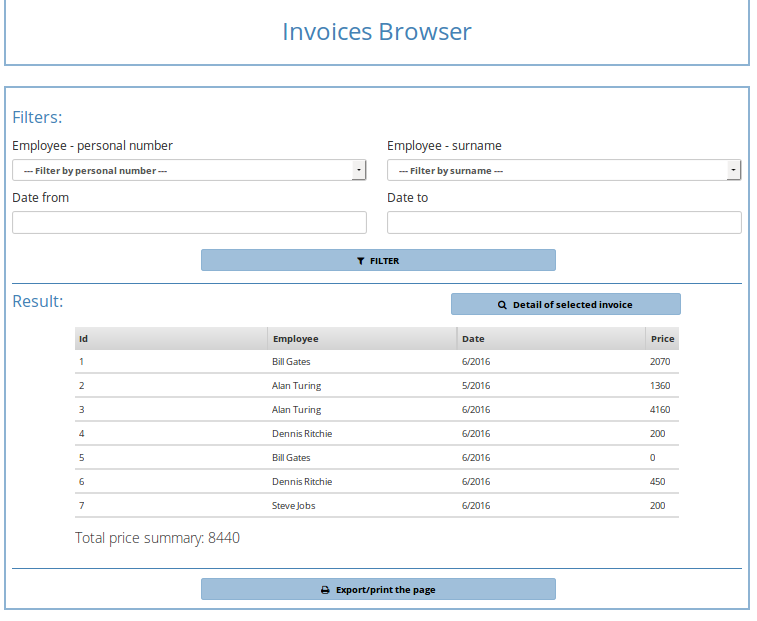 Invoices Browser
Filters:
Employee - personal number Employee - surname
--- Filter by personal number --- --- Filter by surname ---
Date from Date to
FILTER
Result: Detail of selected invoice
Id Employee Date Price
1 Bill Gates 6/2016 2070
2 Alan Turing 5/2016 1360
3 Alan Turing 6/2016 4160
4 Dennis Ritchie 6/2016 200
5 Bill Gates 6/2016 0
6 Dennis Ritchie 6/2016 450
7 Steve Jobs 6/2016 200
Total price summary: 8440
Export/print the page